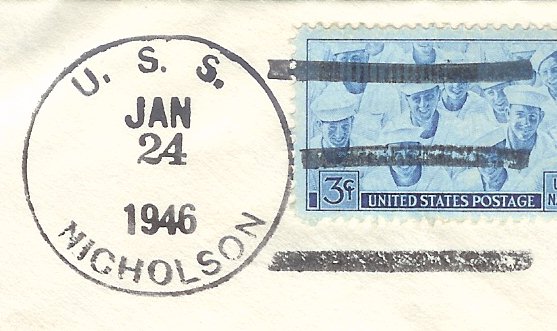 U. S. S.
JAN
24
1946
NICHOLSON
3¢
UNITED STATES POSTAGE